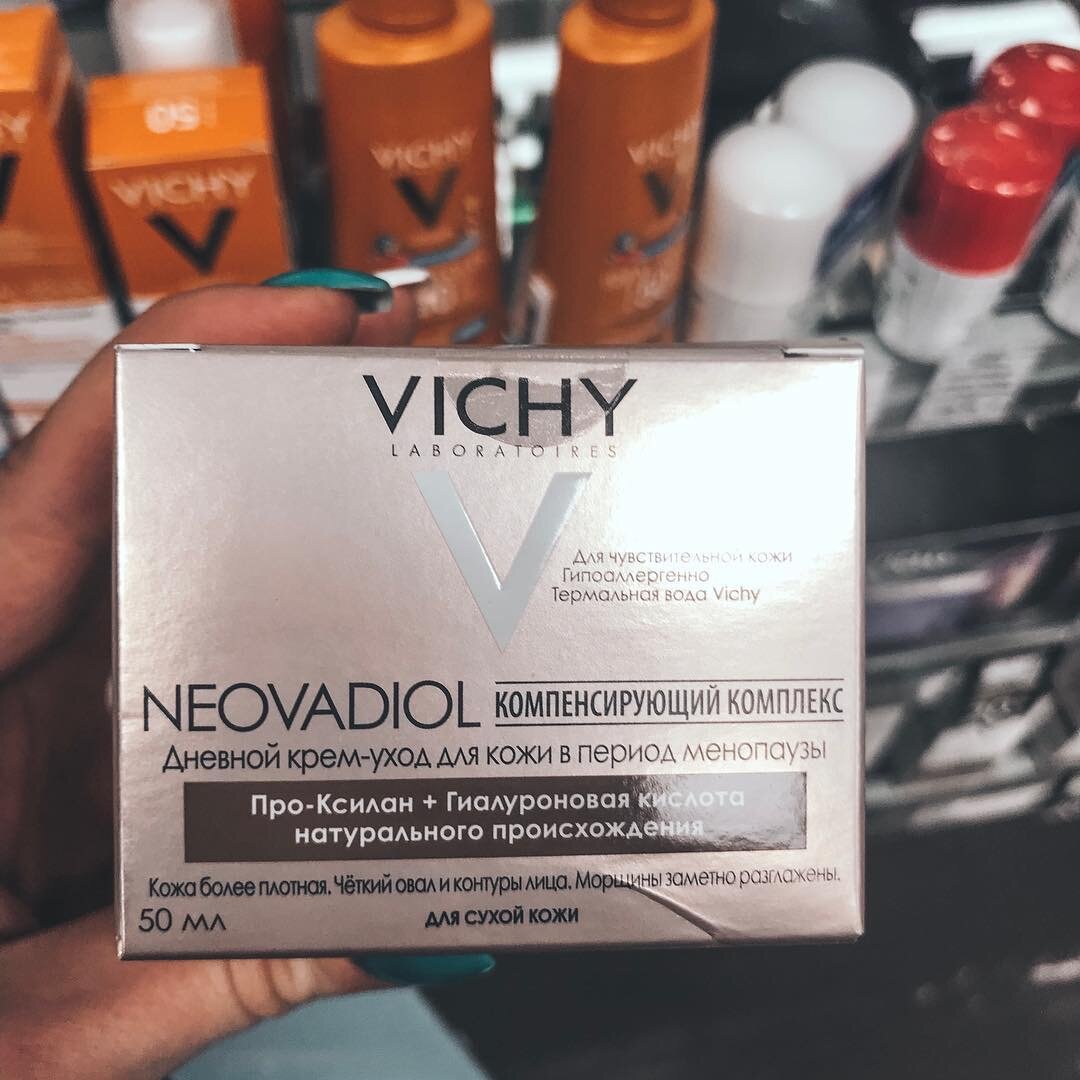 50
VICHY
VICHY
VICHY
VICHY
LABORATOIRES
Для чувствительной кожи
Гипоаллергенно
Термальная вода Vichy
NEOVADIOL КОМПЕНСИРУЮЩИЙ КОМПЛЕКС
Дневной крем-уход для кожи в период менопаузы
Про-Ксилан + Гиалуроновая кислота
натурального происхождения
Кожа более плотная. Чёткий овал и контуры лица. Морщины заметно разглажены.
50 мл
для сухой кожи